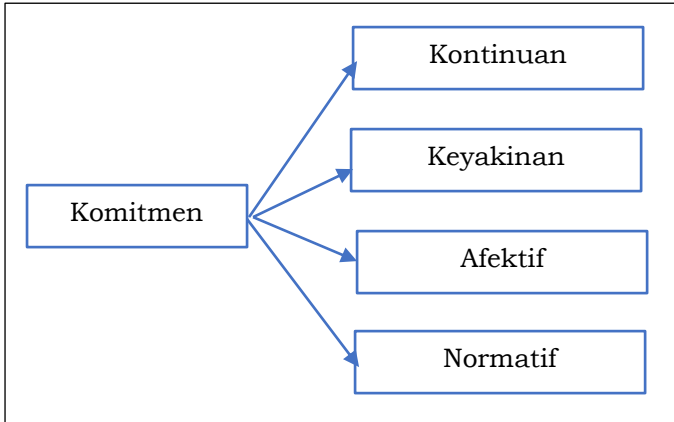 Kontinuan
Keyakinan
Komitmen
Afektif
Normatif